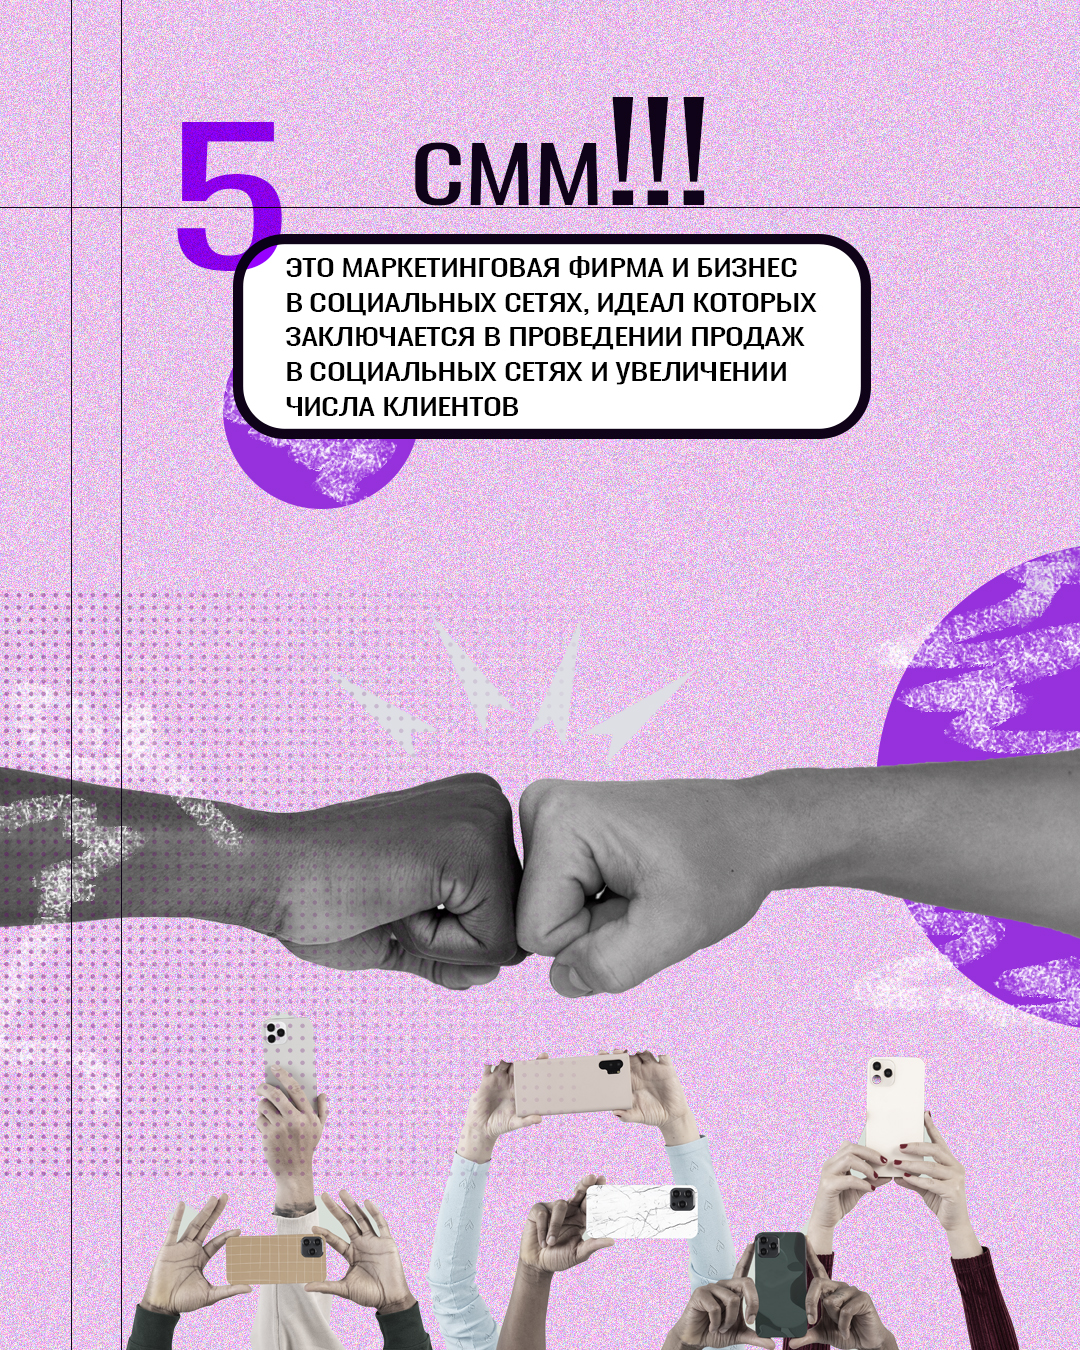 5
СММ!!!
ЭТО МАРКЕТИНГОВАЯ ФИРМА И БИЗНЕС
В СОЦИАЛЬНЫХ СЕТЯХ, ИДЕАЛ КОТОРЫХ
ЗАКЛЮЧАЕТСЯ В ПРОВЕДЕНИИ ПРОДАЖ
В СОЦИАЛЬНЫХ СЕТЯХ И УВЕЛИЧЕНИИ
ЧИСЛА КЛИЕНТОВ